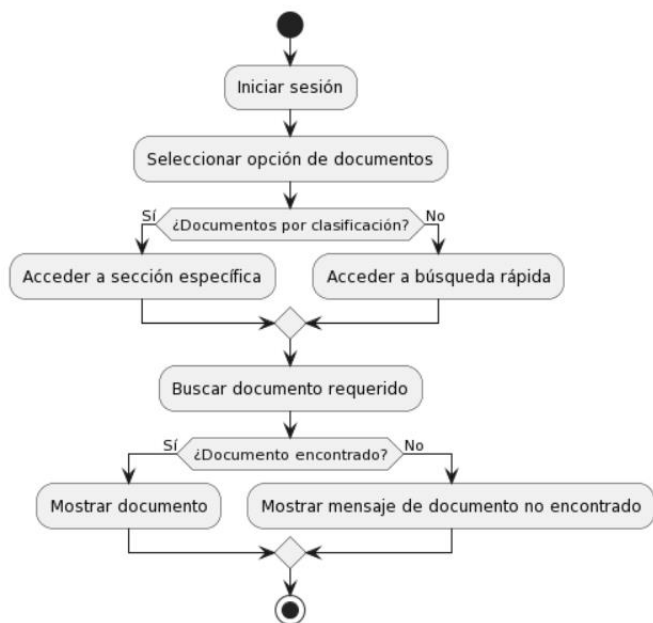 Iniciar sesión
Seleccionar opción de documentos
Sí
¿Documentos por clasificación?
No
Acceder a sección específica
Acceder a búsqueda rápida
Buscar documento requerido
Sí
¿Documento encontrado?
No
Mostrar documento
Mostrar mensaje de documento no encontrado